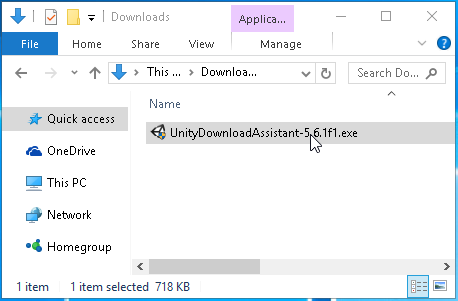 Downloads
Applica...
File
Home
Share
View
Manage
This ...
Downloa...
Search Do...
Name
Quick access
UnityDownloadAssistant-5.6.1f1.exe
OneDrive
This PC
Network
Homegroup
1 item
1 item selected 718 KB